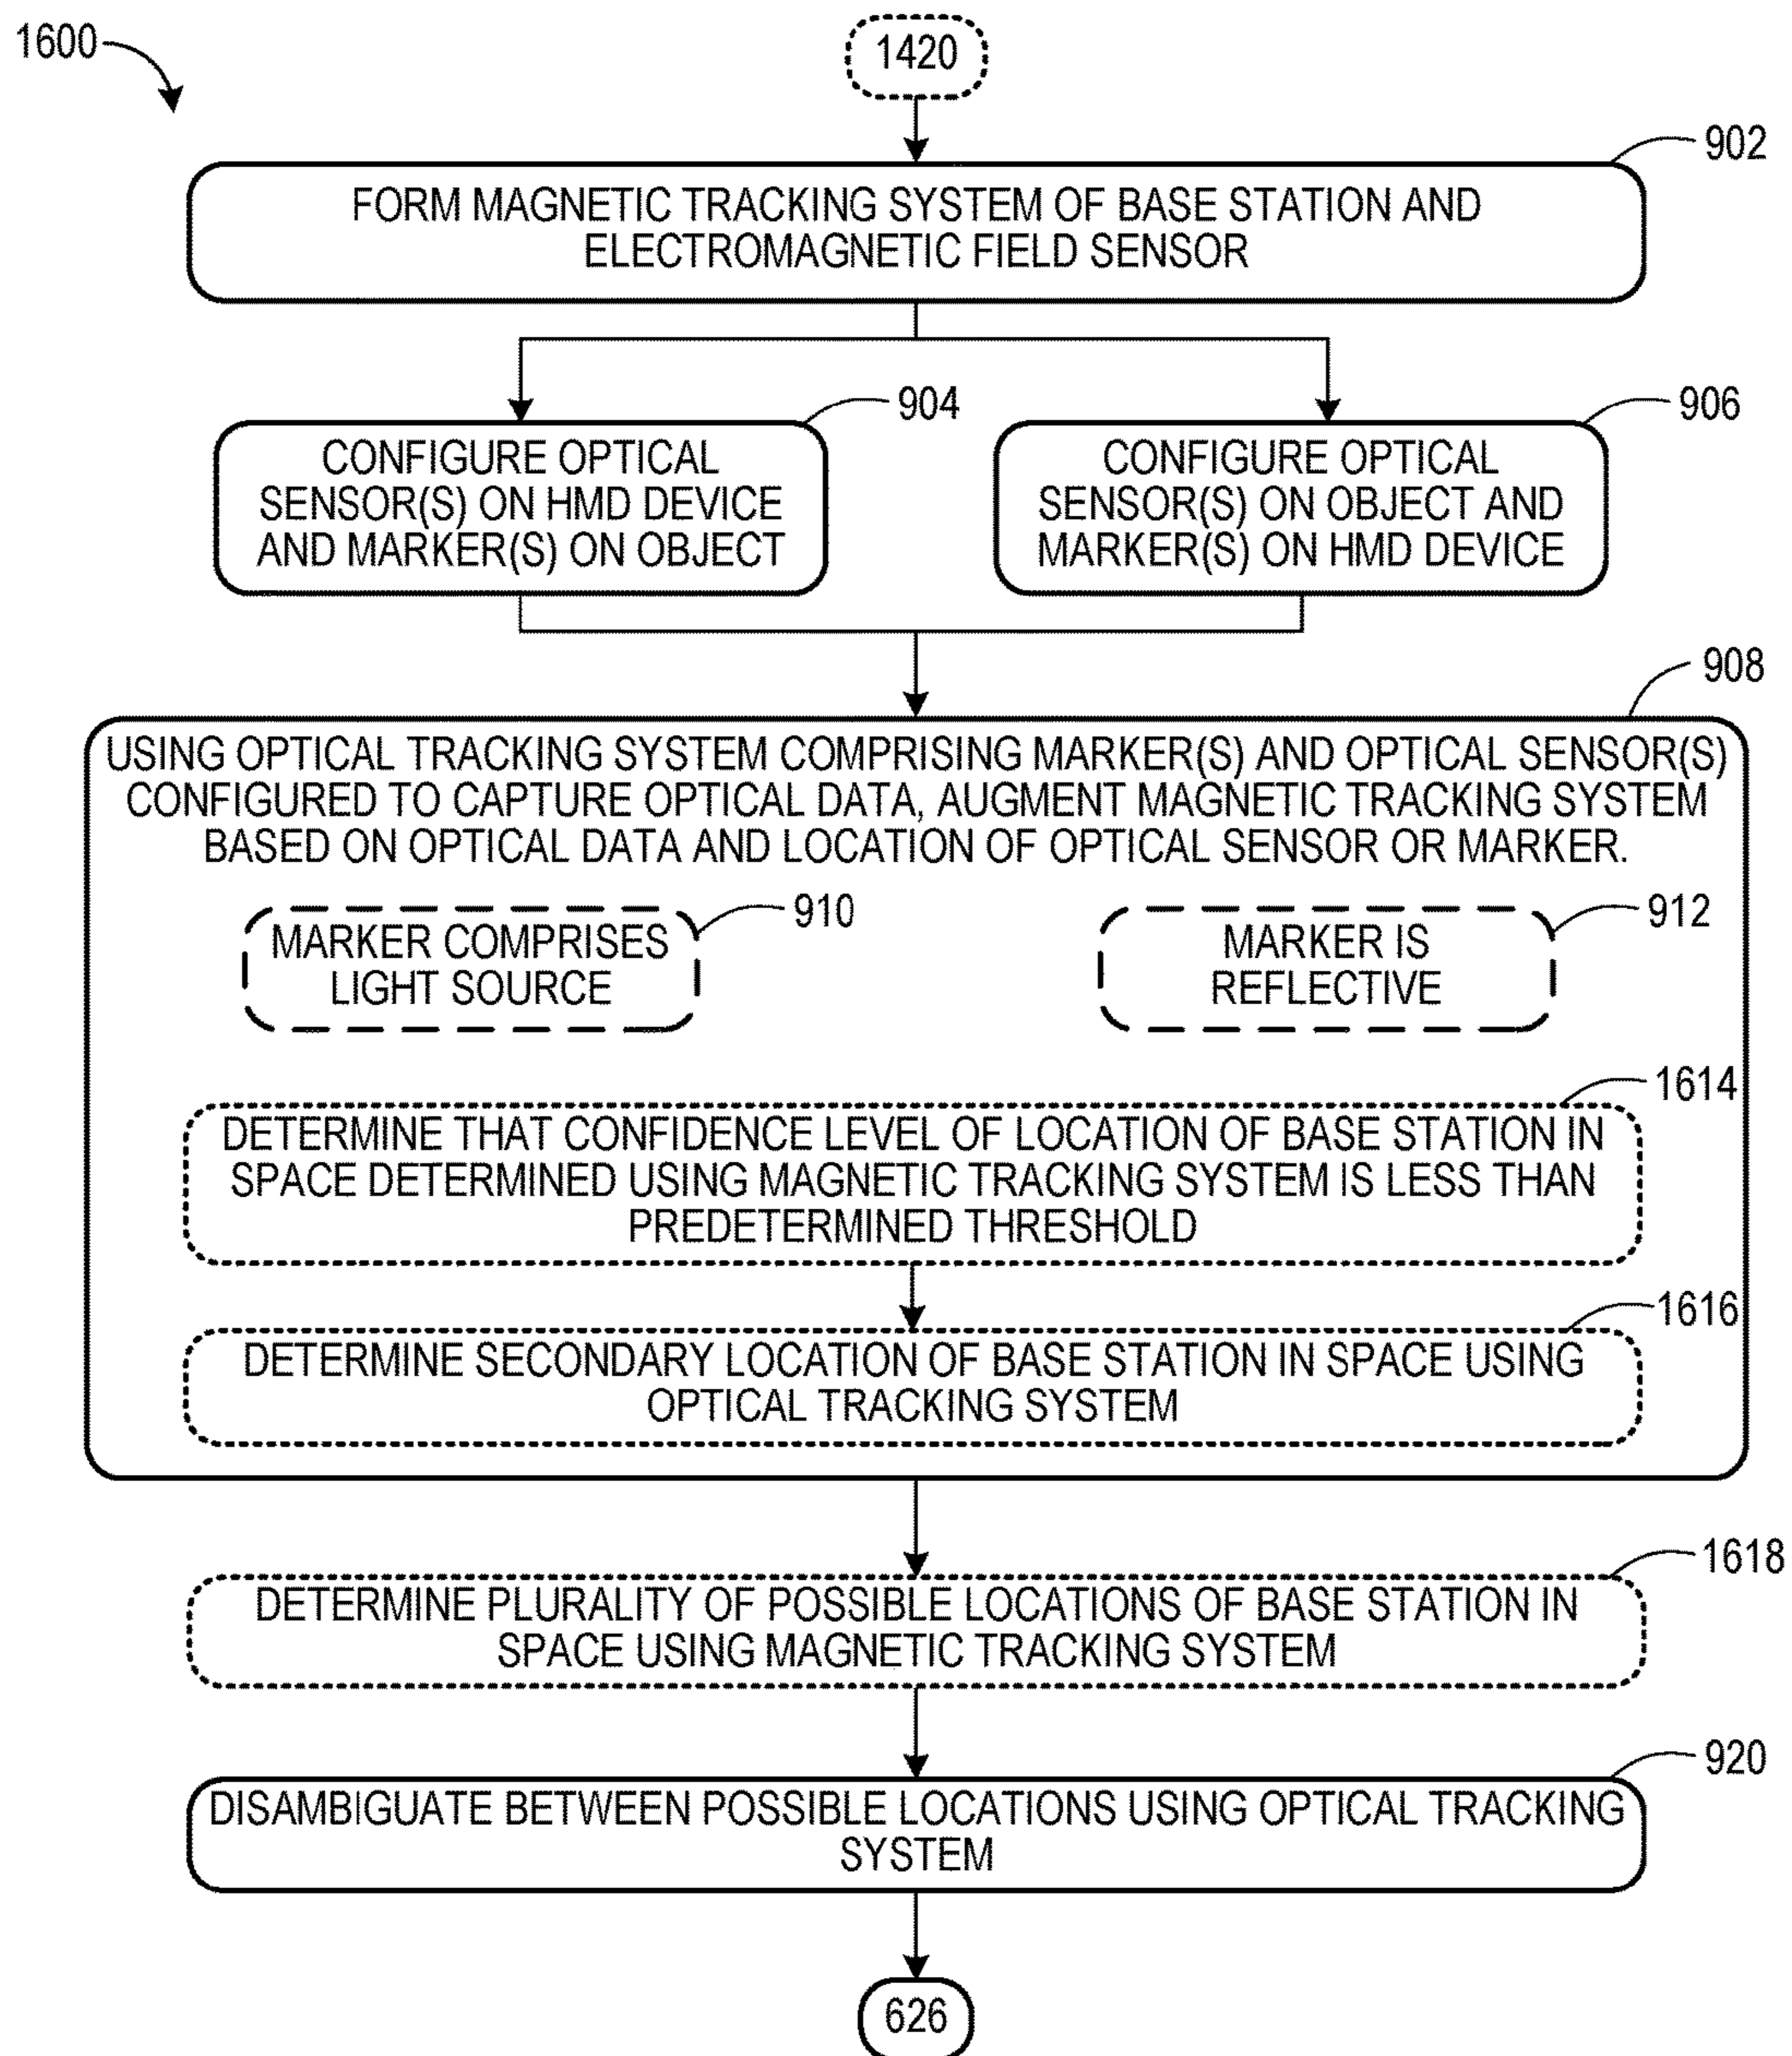 1600
1420
902
FORM MAGNETIC TRACKING SYSTEM OF BASE STATION AND
ELECTROMAGNETIC FIELD SENSOR
904
CONFIGURE OPTICAL
SENSOR(S) ON HMD DEVICE
AND MARKER(S) ON OBJECT
906
CONFIGURE OPTICAL
SENSOR(S) ON OBJECT AND
MARKER(S) ON HMD DEVICE
908
USING OPTICAL TRACKING SYSTEM COMPRISING MARKER(S) AND OPTICAL SENSOR(S)
CONFIGURED TO CAPTURE OPTICAL DATA, AUGMENT MAGNETIC TRACKING SYSTEM
BASED ON OPTICAL DATA AND LOCATION OF OPTICAL SENSOR OR MARKER.
910
MARKER COMPRISES
LIGHT SOURCE
912
MARKER IS
REFLECTIVE
1614
DETERMINE THAT CONFIDENCE LEVEL OF LOCATION OF BASE STATION IN
SPACE DETERMINED USING MAGNETIC TRACKING SYSTEM IS LESS THAN
PREDETERMINED THRESHOLD
1616
DETERMINE SECONDARY LOCATION OF BASE STATION IN SPACE USING
OPTICAL TRACKING SYSTEM
1618
DETERMINE PLURALITY OF POSSIBLE LOCATIONS OF BASE STATION IN
SPACE USING MAGNETIC TRACKING SYSTEM
920
DISAMBIGUATE BETWEEN POSSIBLE LOCATIONS USING OPTICAL TRACKING
SYSTEM
626